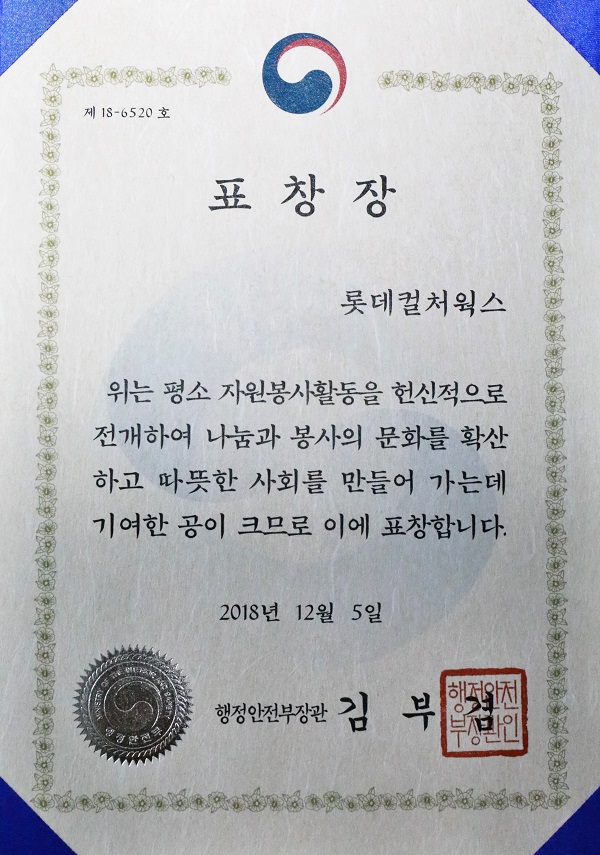 제 18-6520 호
표창장
롯데컬처웍스
위는 평소 자원봉사활동을 헌신적으로
전개하여 나눔과 봉사의 문화를 확산
하고 따뜻한 사회를 만들어 가는데
기여한 공이 크므로 이에 표창합니다.
2018년 12월 5일
행정안전부장관 김부겸
행정안전
부장관인
행정안전부